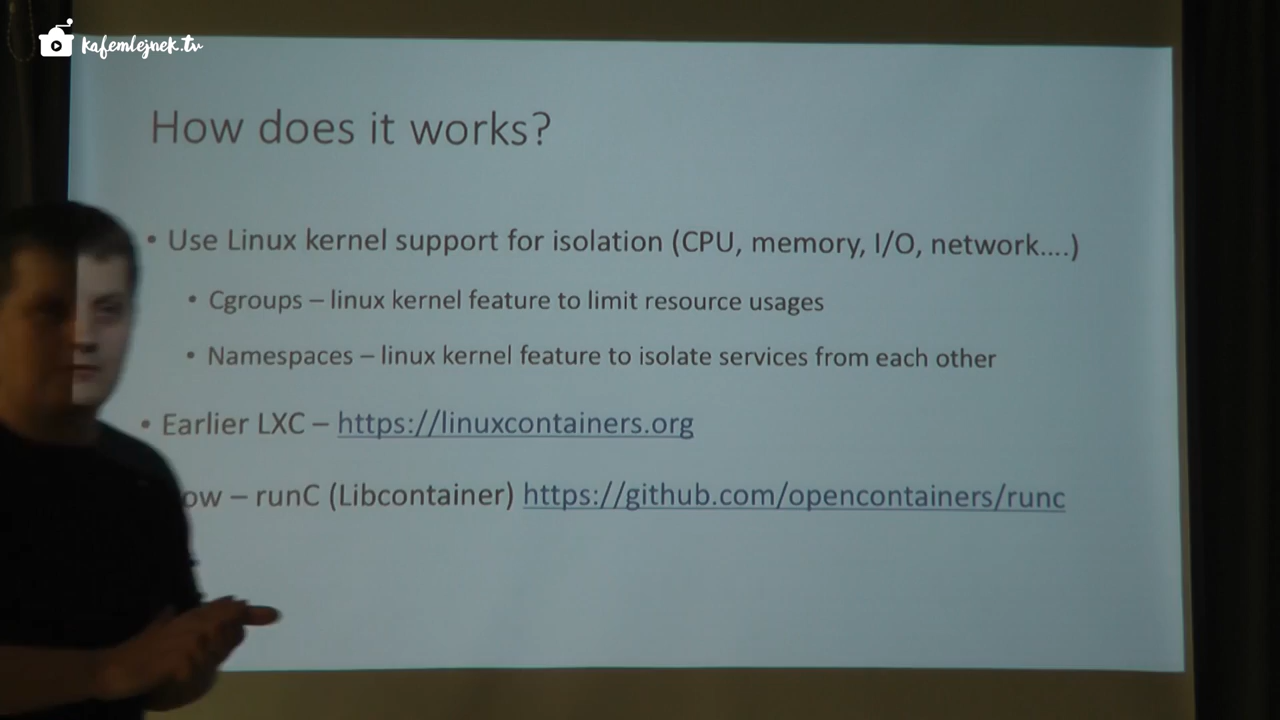 kafemlejnek.tv
How does it works?
• Use Linux kernel support for isolation (CPU, memory, I/O, network....)
• Cgroups – linux kernel feature to limit resource usages
• Namespaces – linux kernel feature to isolate services from each other
• Earlier LXC – https://linuxcontainers.org
ow – runC (Libcontainer) https://github.com/opencontainers/runc